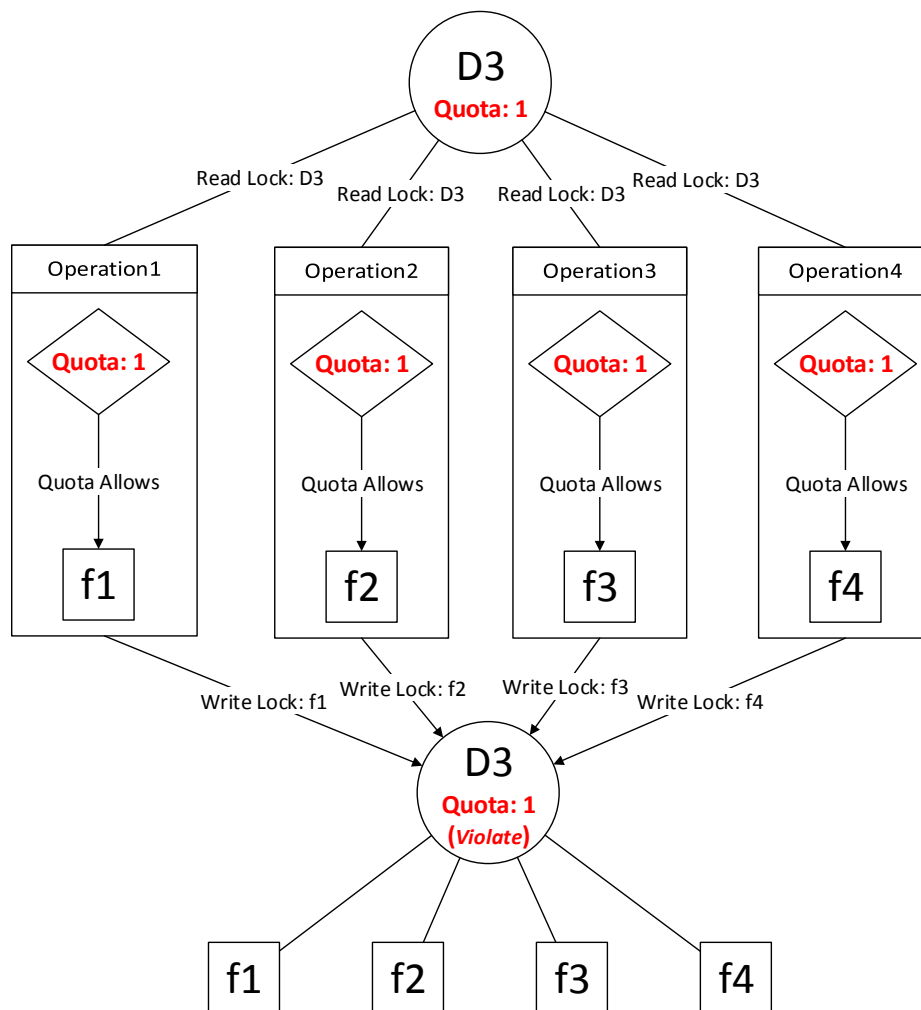 D3
Quota: 1
Read Lock: D3
Read Lock: D3
Read Lock: D3
Read Lock: D3
Operation1
Operation2
Operation3
Operation4
Quota: 1
Quota: 1
Quota: 1
Quota: 1
Quota Allows
Quota Allows
Quota Allows
Quota Allows
f1
f2
f3
f4
Write Lock: f1
Write Lock: f2
Write Lock: f3
Write Lock: f4
D3
Quota: 1
(Violate)
f1
f2
f3
f4